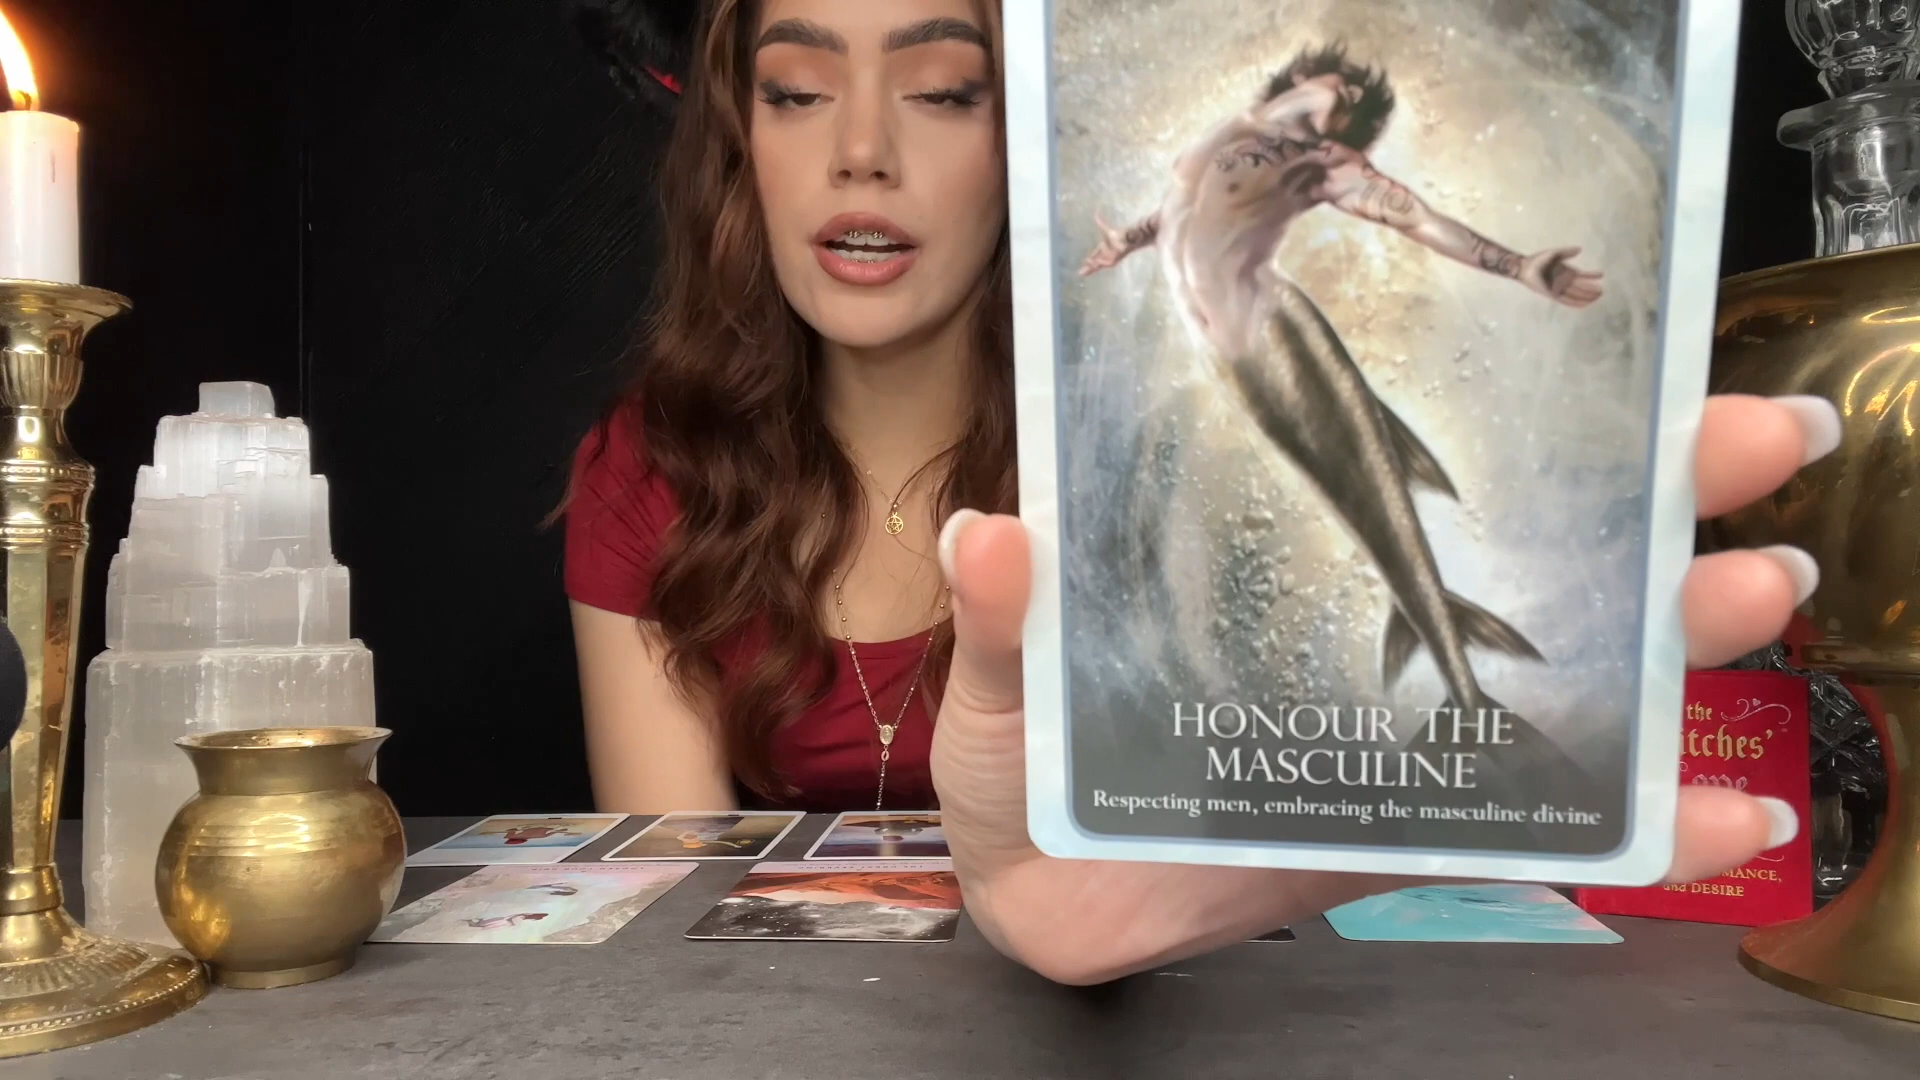 HONOUR THE
MASCULINE
Respecting men, embracing the masculine divine
the
and DESIRE